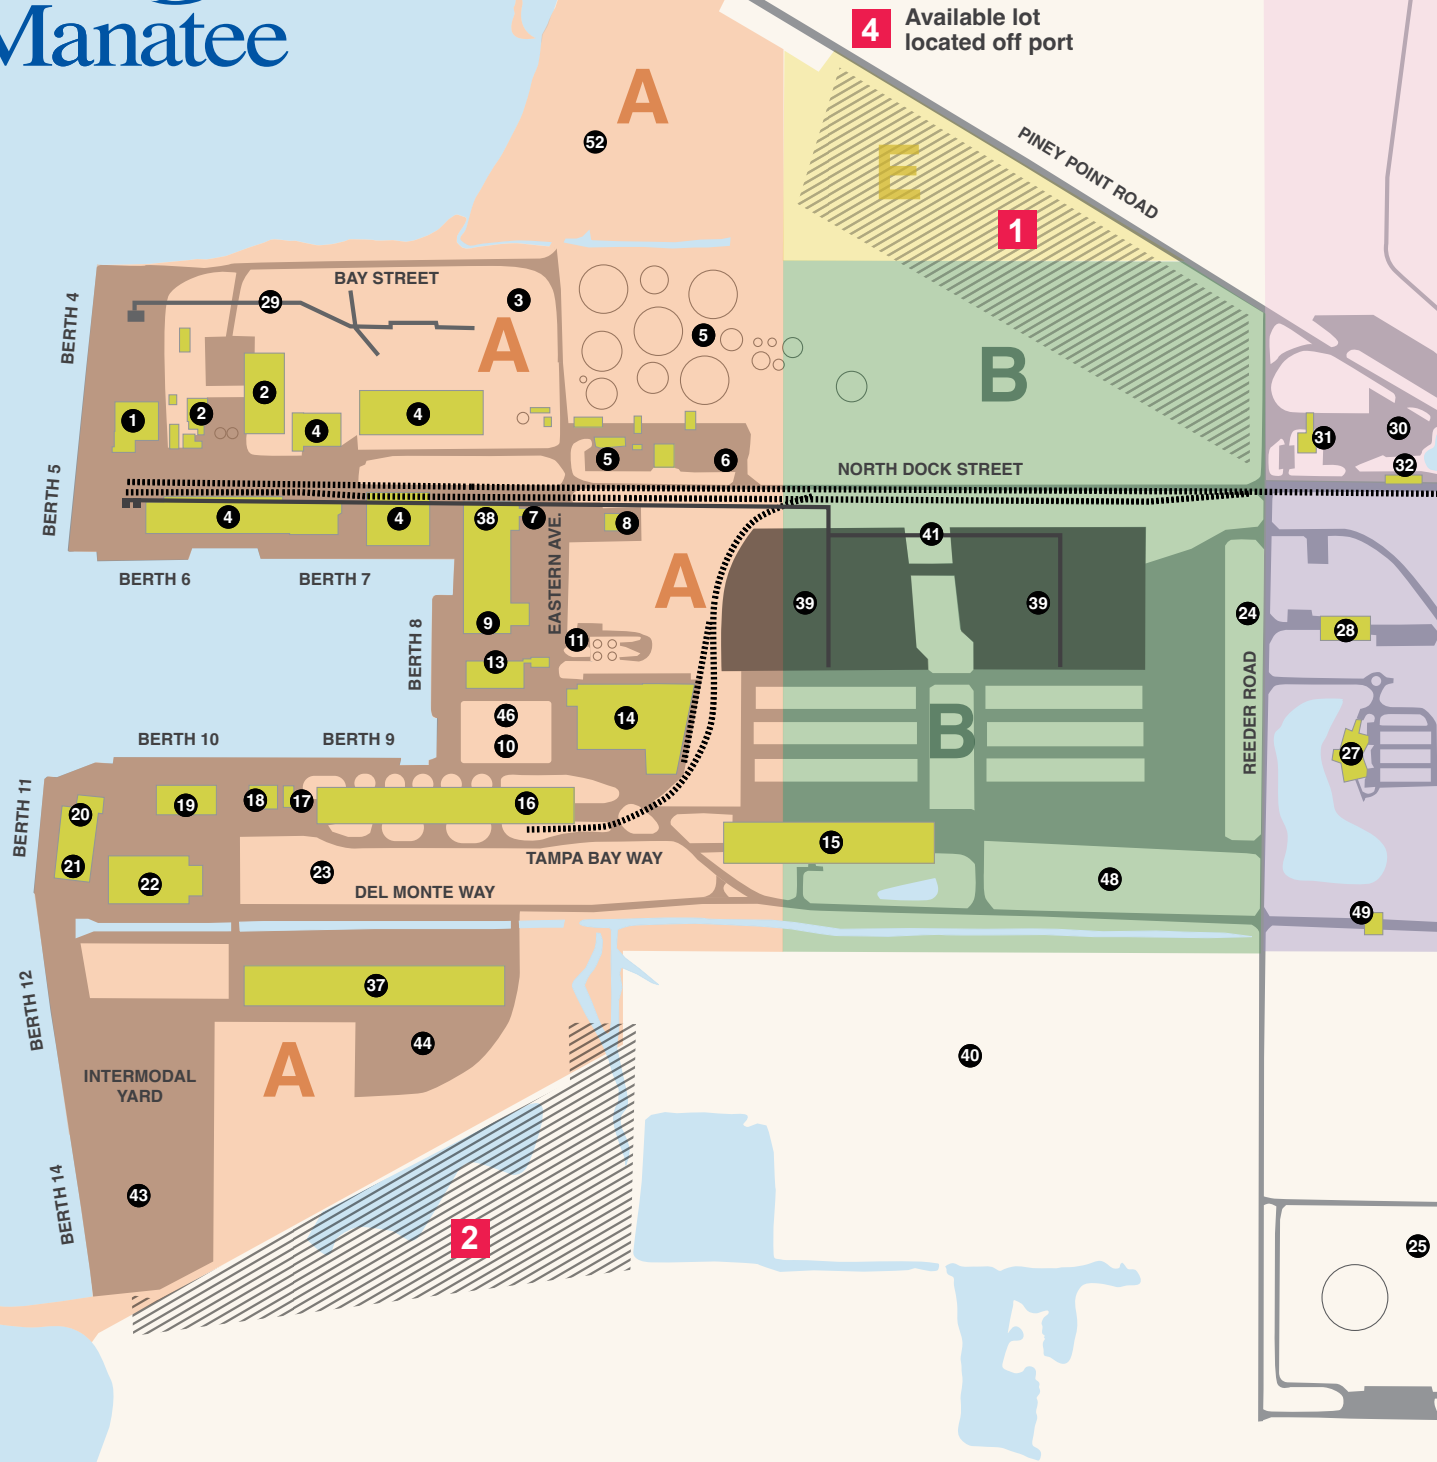 Manatee
4
Available lot
located off port
A
52
E
PINEY POINT ROAD
1
BERTH 4
BAY STREET
29
3
A
5
B
1
2
2
4
4
5
6
31
30
32
NORTH DOCK STREET
BERTH 5
4
4
38
7
8
41
EASTERN AVE.
A
BERTH 6
BERTH 7
39
39
24
BERTH 8
9
11
28
13
46
10
14
B
REEDER ROAD
27
BERTH 10
BERTH 9
BERTH 11
20
19
18
17
16
15
21
22
23
TAMPA BAY WAY
DEL MONTE WAY
48
49
BERTH 12
37
44
A
40
INTERMODAL
YARD
BERTH 14
43
2
25